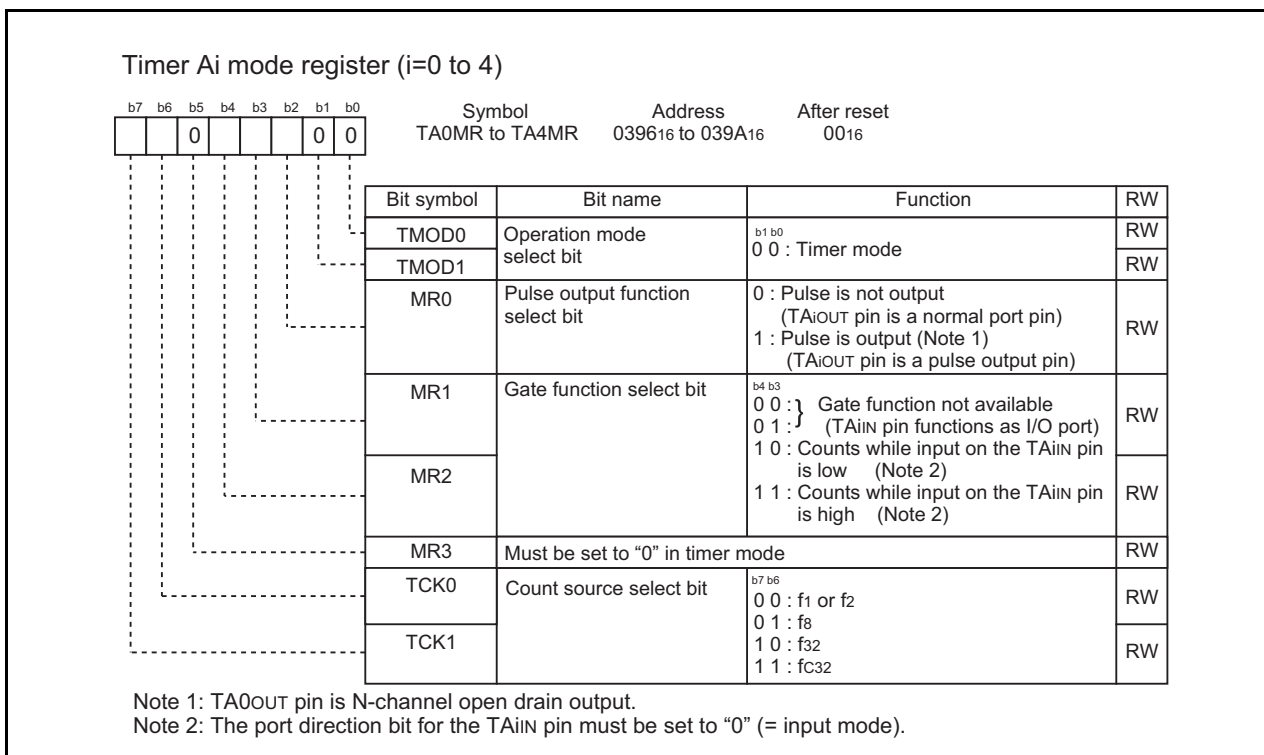 Timer Ai mode register (i=0 to 4)
b7 b6 b5 b4 b3 b2 b1 b0
0 0 0
Symbol Address After reset
TA0MR to TA4MR 039616 to 039A16 0016
Bit symbol Bit name Function RW
TMOD0 Operation mode select bit b1 b0 RW
0 0 : Timer mode
TMOD1 RW
MR0 Pulse output function select bit 0 : Pulse is not output
(TAiOUT pin is a normal port pin)
1 : Pulse is output (Note 1)
(TAiOUT pin is a pulse output pin)
RW
MR1 Gate function select bit b4 b3
0 0 : } Gate function not available
0 1 : (TAiIN pin functions as I/O port)
RW
1 0 : Counts while input on the TAiIN pin
is low (Note 2)
MR2 1 1 : Counts while input on the TAiIN pin
is high (Note 2)
RW
MR3 Must be set to “0” in timer mode RW
TCK0 Count source select bit b7 b6
0 0 : f1 or f2
RW
0 1 : f8
TCK1 1 0 : f32
1 1 : fC32
RW
Note 1: TA0OUT pin is N-channel open drain output.
Note 2: The port direction bit for the TAiIN pin must be set to “0” (= input mode).